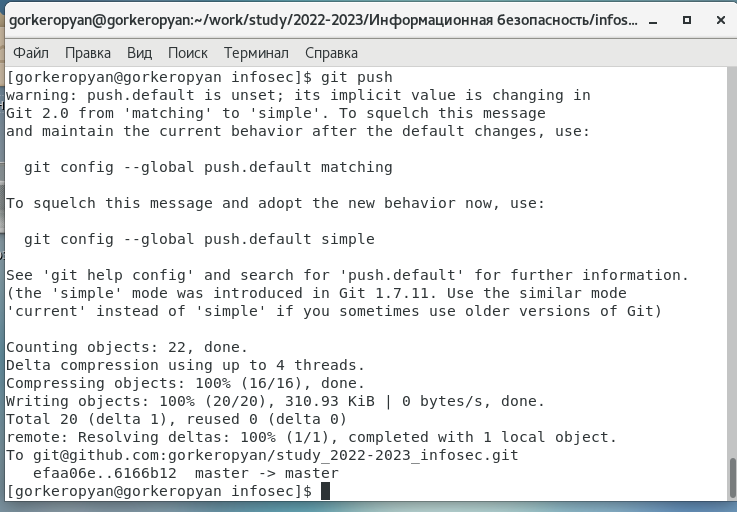 gorkeropyan@gorkeropyan:~/work/study/2022-2023/Информационная безопасность/infos...
Файл Правка Вид Поиск Терминал Справка
[gorkeropyan@gorkeropyan infosec]$ git push
warning: push.default is unset; its implicit value is changing in
Git 2.0 from 'matching' to 'simple'. To squelch this message
and maintain the current behavior after the default changes, use:

  git config --global push.default matching

To squelch this message and adopt the new behavior now, use:

  git config --global push.default simple

See 'git help config' and search for 'push.default' for further information.
(the 'simple' mode was introduced in Git 1.7.11. Use the similar mode
'current' instead of 'simple' if you sometimes use older versions of Git)

Counting objects: 22, done.
Delta compression using up to 4 threads.
Compressing objects: 100% (16/16), done.
Writing objects: 100% (20/20), 310.93 KiB | 0 bytes/s, done.
Total 20 (delta 1), reused 0 (delta 0)
remote: Resolving deltas: 100% (1/1), completed with 1 local object.
To git@github.com:gorkeropyan/study_2022-2023_infosec.git
   efaa06e..6166b12  master -> master
[gorkeropyan@gorkeropyan infosec]$